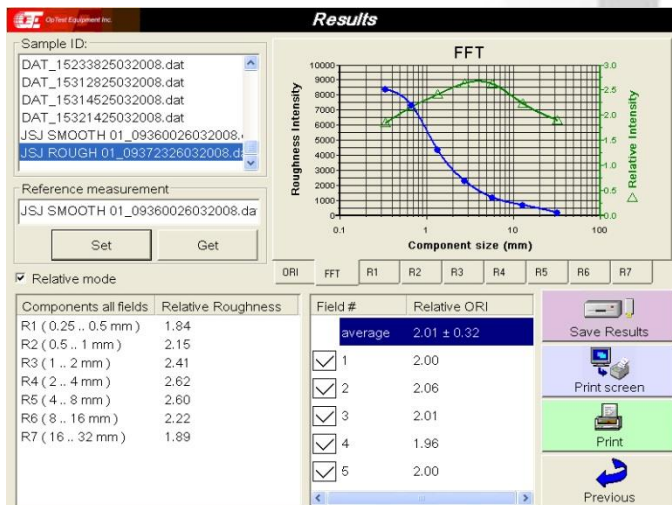 OpTest Equipment Inc.
Results
Sample ID:
DAT_15233825032008.dat
DAT_15312825032008.dat
DAT_15314525032008.dat
DAT_15321425032008.dat
JSJ SMOOTH 01_09360026032008.
JSJ ROUGH 01_09372326032008.da
Reference measurement
JSJ SMOOTH 01_09360026032008.da
Set Get
Relative mode
FFT
Roughness Intensity
10000
9000
8000
7000
6000
5000
4000
3000
2000
1000
0
3.0
2.5
2.0
1.5
1.0
0.5
0.0
Relative Intensity
0.1 1 10 100
Component size (mm)
ORI FFT R1 R2 R3 R4 R5 R6 R7
Components all fields Relative Roughness
R1 ( 0.25 .. 0.5 mm ) 1.84
R2 ( 0.5 .. 1 mm ) 2.15
R3 ( 1 .. 2 mm ) 2.41
R4 ( 2 .. 4 mm ) 2.62
R5 ( 4 .. 8 mm ) 2.60
R6 ( 8 .. 16 mm ) 2.22
R7 ( 16 .. 32 mm ) 1.89
Field # Relative ORI
average 2.01 ± 0.32
1 2.00
2 2.06
3 2.01
4 1.96
5 2.00
Save Results
Print screen
Print
Previous